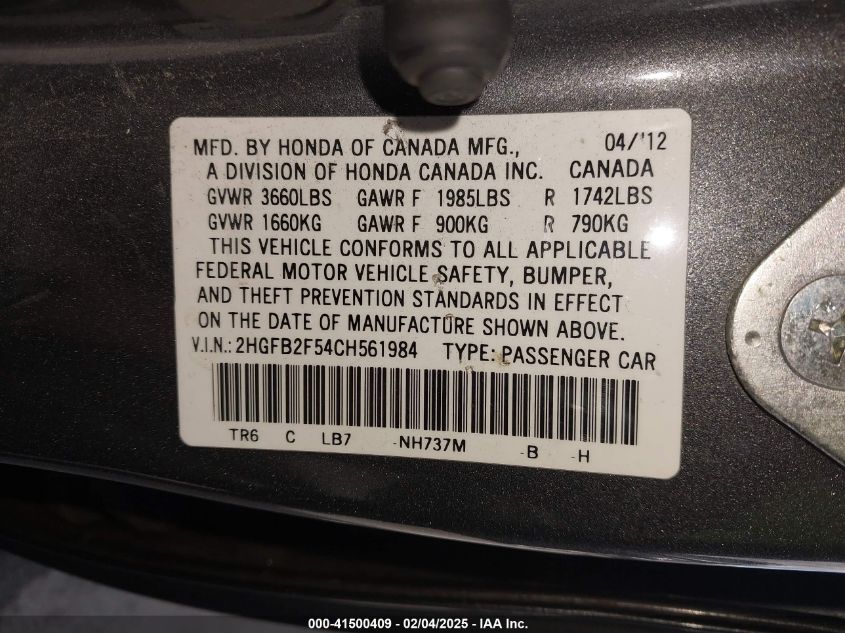 MFD. BY HONDA OF CANADA MFG., 04/'12
A DIVISION OF HONDA CANADA INC. CANADA
GVWR 3660LBS GAWR F 1985LBS R 1742LBS
GVWR 1660KG GAWR F 900KG R 790KG
THIS VEHICLE CONFORMS TO ALL APPLICABLE
FEDERAL MOTOR VEHICLE SAFETY, BUMPER,
AND THEFT PREVENTION STANDARDS IN EFFECT
ON THE DATE OF MANUFACTURE SHOWN ABOVE.
V.I.N.: 2HGFB2F54CH561984 TYPE: PASSENGER CAR
TR6 C LB7 -NH737M -B -H
000-41500409 - 02/04/2025 - IAA Inc.